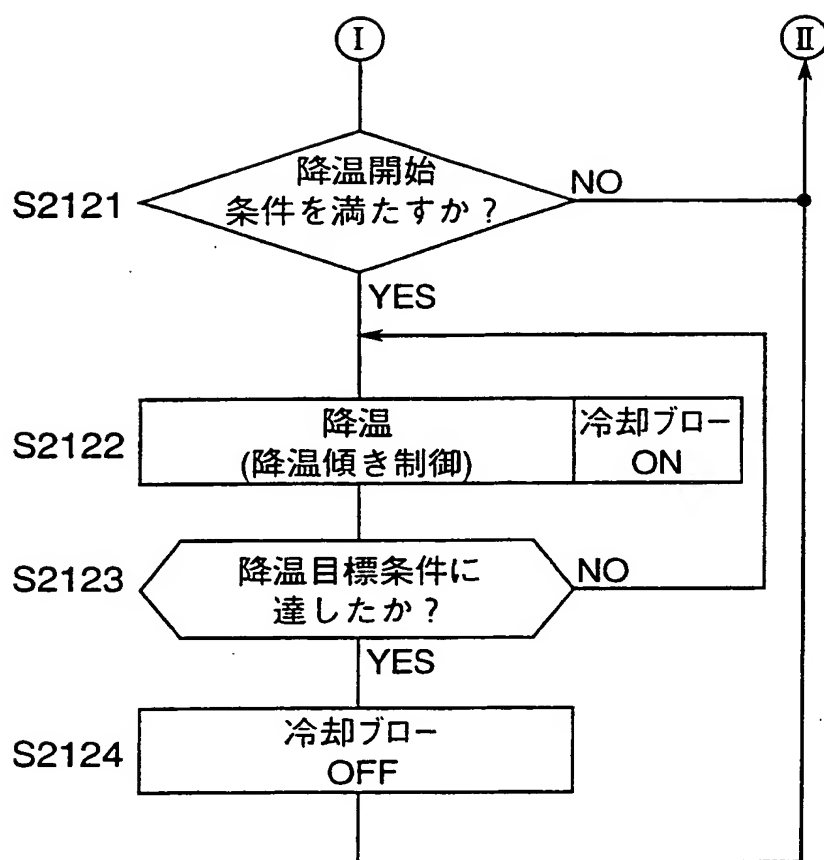 I
II
降温開始
条件を満たすか?
S2121
NO
YES
降温
(降温傾き制御)
冷却ブロー
ON
S2122
降温目標条件に
達したか?
S2123
NO
YES
冷却ブロー
OFF
S2124